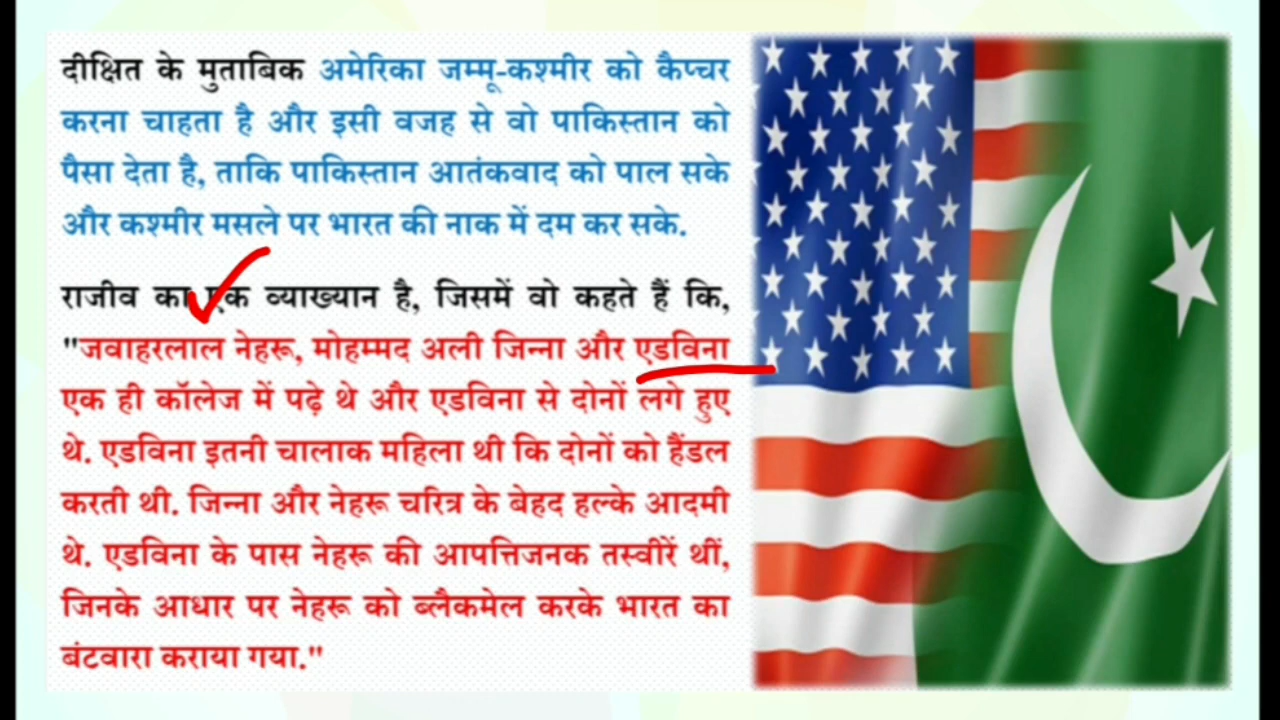 दीक्षित के मुताबिक अमेरिका जम्मू-कश्मीर को कैप्चर
करना चाहता है और इसी वजह से वो पाकिस्तान को
पैसा देता है, ताकि पाकिस्तान आतंकवाद को पाल सके
और कश्मीर मसले पर भारत की नाक में दम कर सके.
राजीव का एक व्याख्यान है, जिसमें वो कहते हैं कि,
"जवाहरलाल नेहरू, मोहम्मद अली जिन्ना और एडविना
एक ही कॉलेज में पढ़े थे और एडविना से दोनों लगे हुए
थे. एडविना इतनी चालाक महिला थी कि दोनों को हैंडल
करती थी. जिन्ना और नेहरू चरित्र के बेहद हल्के आदमी
थे. एडविना के पास नेहरू की आपत्तिजनक तस्वीरें थीं,
जिनके आधार पर नेहरू को ब्लैकमेल करके भारत का
बंटवारा कराया गया."